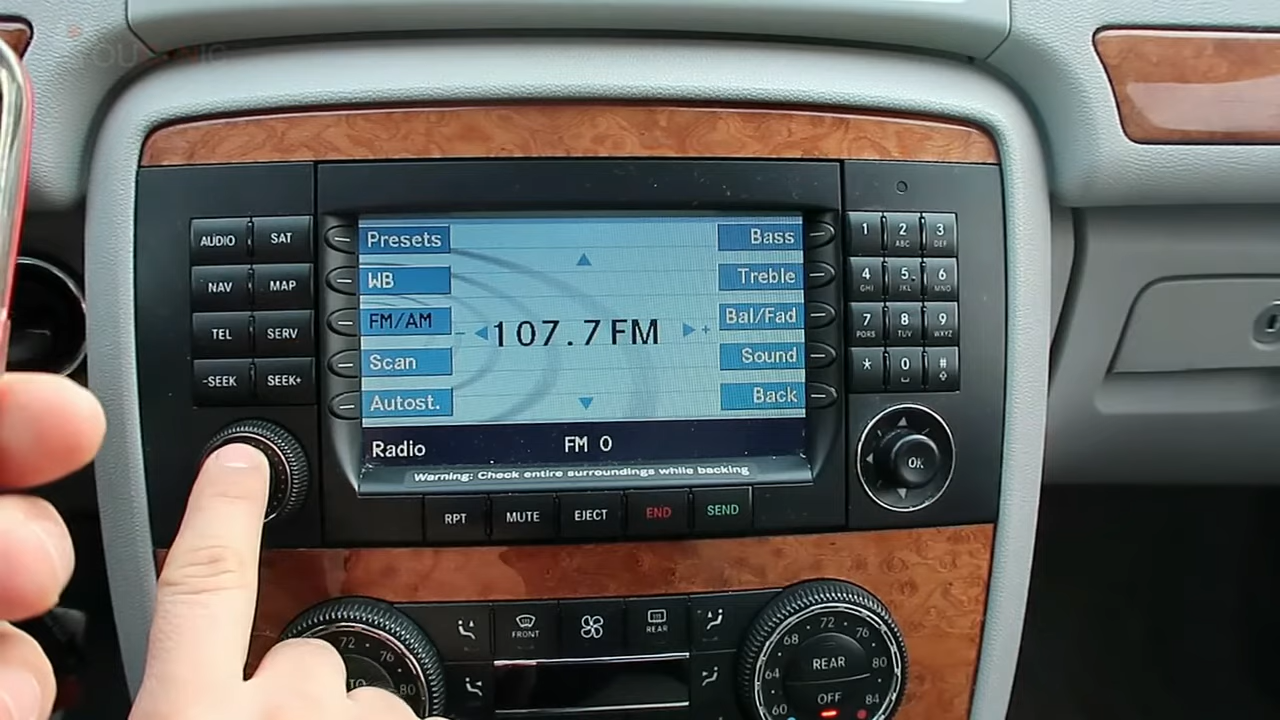 AUDIO SAT
NAV MAP
TEL SERV
-SEEK SEEK+
Presets
WB
FM/AM
Scan
Autost.
- 107.7 FM +
Bass
Treble
Bal/Fad
Sound
Back
Radio FM 0
Warning: Check entire surroundings while backing
RPT MUTE EJECT END SEND
1 2 ABC 3 DEF
4 GHI 5 JKL 6 MNO
7 PQRS 8 TUV 9 WXYZ
* 0 #
OK
FRONT REAR
72 76 80
60 64 68 72 76 80 84
REAR
OFF